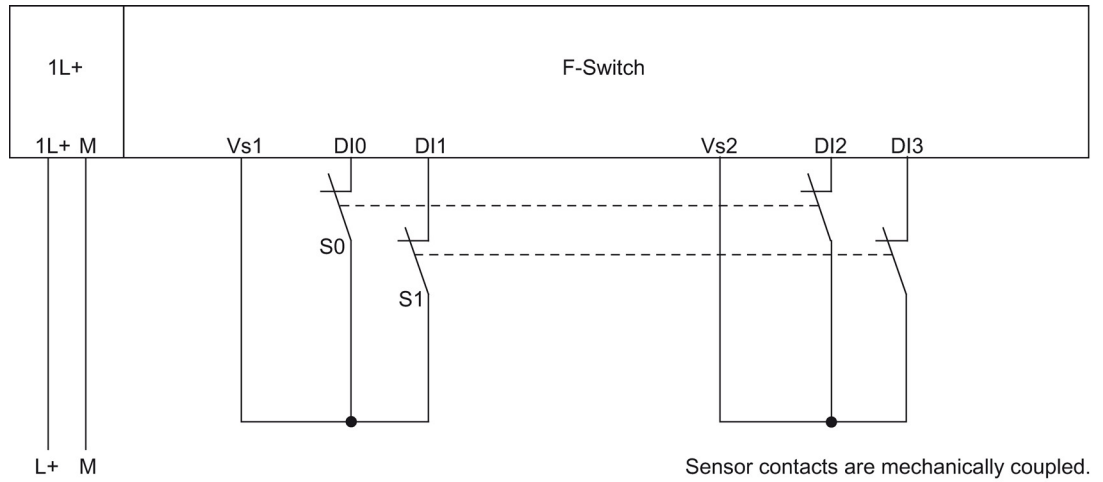 1L+
F-Switch
1L+ M Vs1 DI0 DI1 Vs2 DI2 DI3
S0
S1
L+ M
Sensor contacts are mechanically coupled.